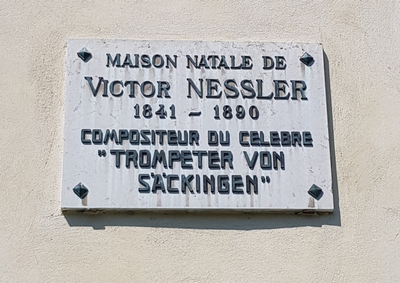 MAISON NATALE DE
VICTOR NESSLER
1841 - 1890
COMPOSITEUR DU CELEBRE
"TROMPETER VON
SÄCKINGEN"